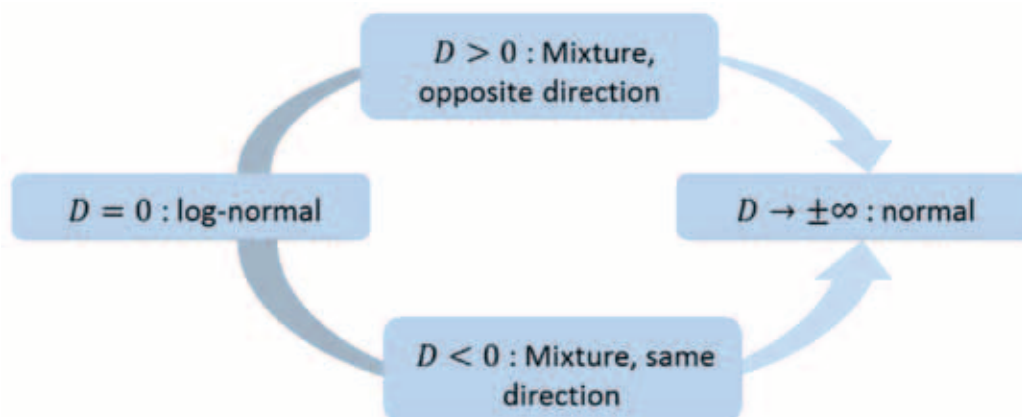 D > 0 : Mixture,
opposite direction
D = 0 : log-normal
D → ±∞ : normal
D < 0 : Mixture, same
direction